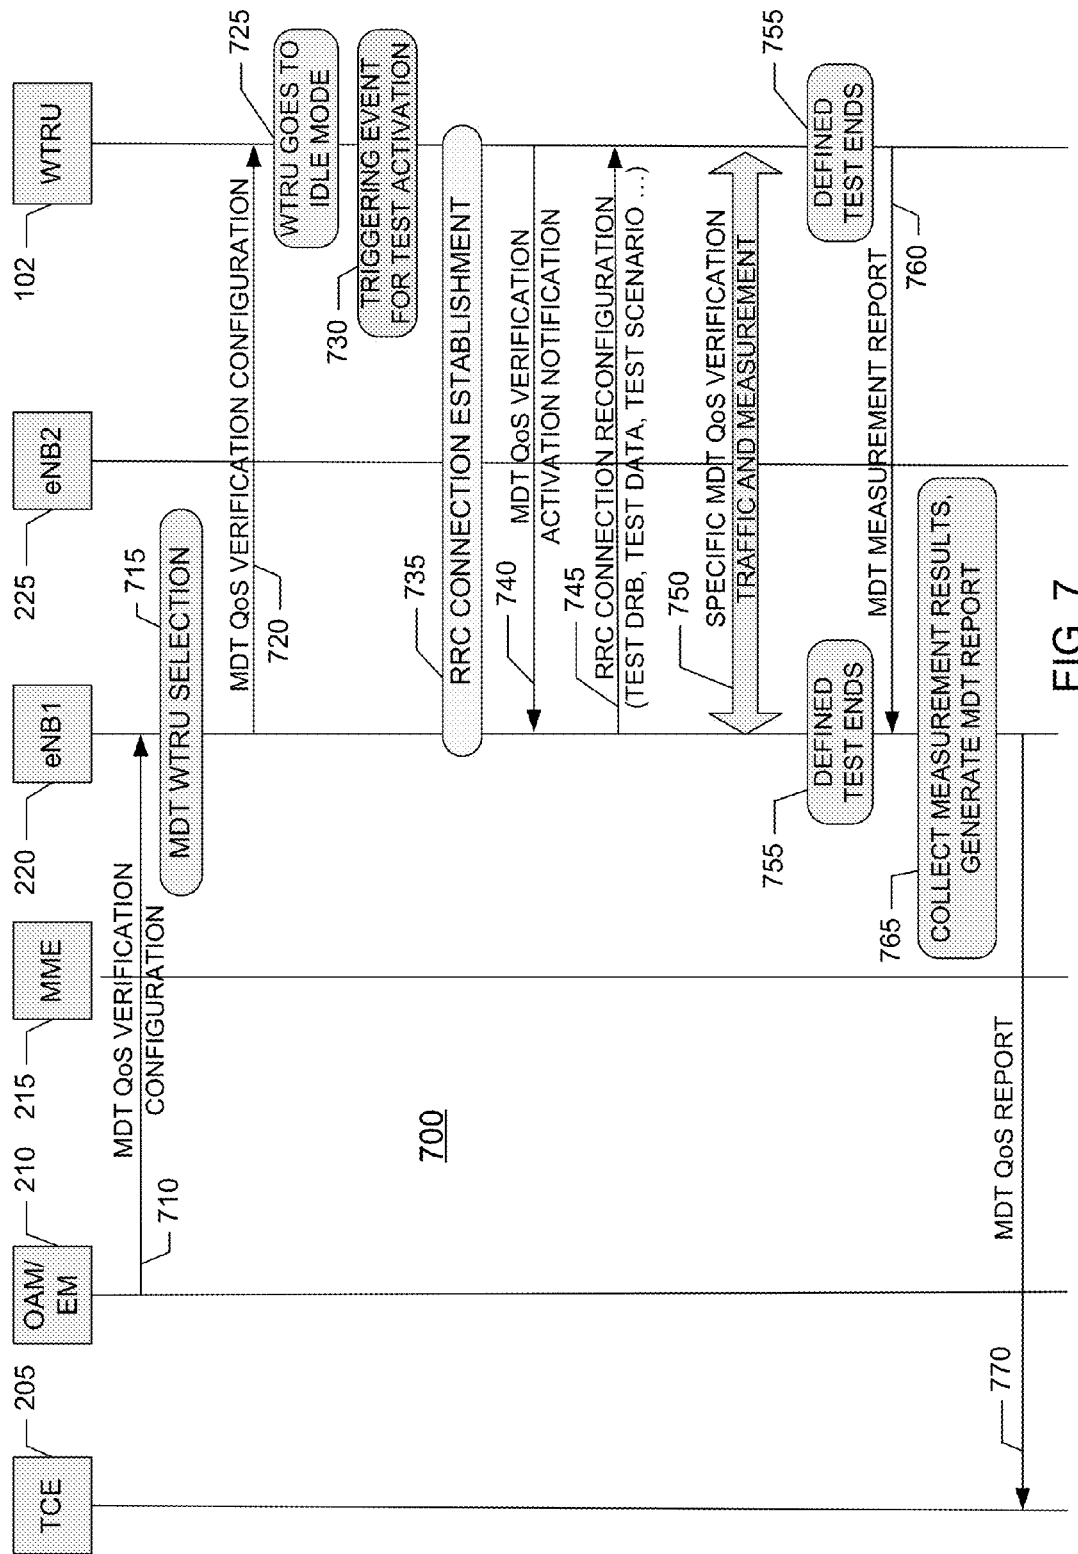 TCE
205
OAM/
EM
210
MME
215
eNB1
220
eNB2
225
WTRU
102
MDT QoS VERIFICATION
CONFIGURATION
710
MDT WTRU SELECTION
715
MDT QoS VERIFICATION CONFIGURATION
720
WTRU GOES TO
IDLE MODE
725
TRIGGERING EVENT
FOR TEST ACTIVATION
730
RRC CONNECTION ESTABLISHMENT
735
MDT QoS VERIFICATION
ACTIVATION NOTIFICATION
740
RRC CONNECTION RECONFIGURATION
(TEST DRB, TEST DATA, TEST SCENARIO ...)
745
SPECIFIC MDT QoS VERIFICATION
TRAFFIC AND MEASUREMENT
750
DEFINED
TEST ENDS
755
DEFINED
TEST ENDS
755
MDT MEASUREMENT REPORT
760
COLLECT MEASUREMENT RESULTS,
GENERATE MDT REPORT
765
MDT QoS REPORT
770
700
FIG. 7